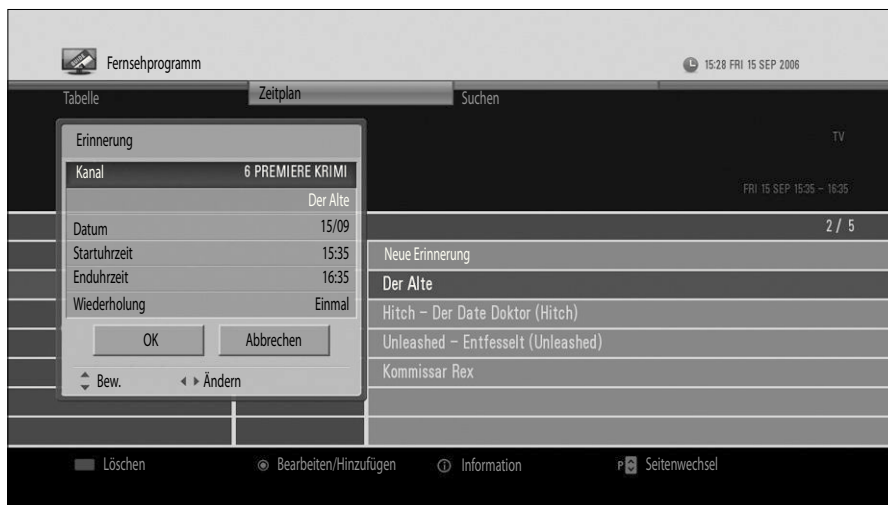 Fernsehprogramm
15:28 FRI 15 SEP 2006
Tabelle Zeitplan Suchen
TV
FRI 15 SEP 15:35 – 16:35
2 / 5
Erinnerung
Kanal 6 PREMIERE KRIMI
Der Alte
Datum 15/09
Startuhrzeit 15:35
Enduhrzeit 16:35
Wiederholung Einmal
OK Abbrechen
Bew. Ändern
Neue Erinnerung
Der Alte
Hitch – Der Date Doktor (Hitch)
Unleashed – Entfesselt (Unleashed)
Kommissar Rex
Löschen Bearbeiten/Hinzufügen Information P Seitenwechsel